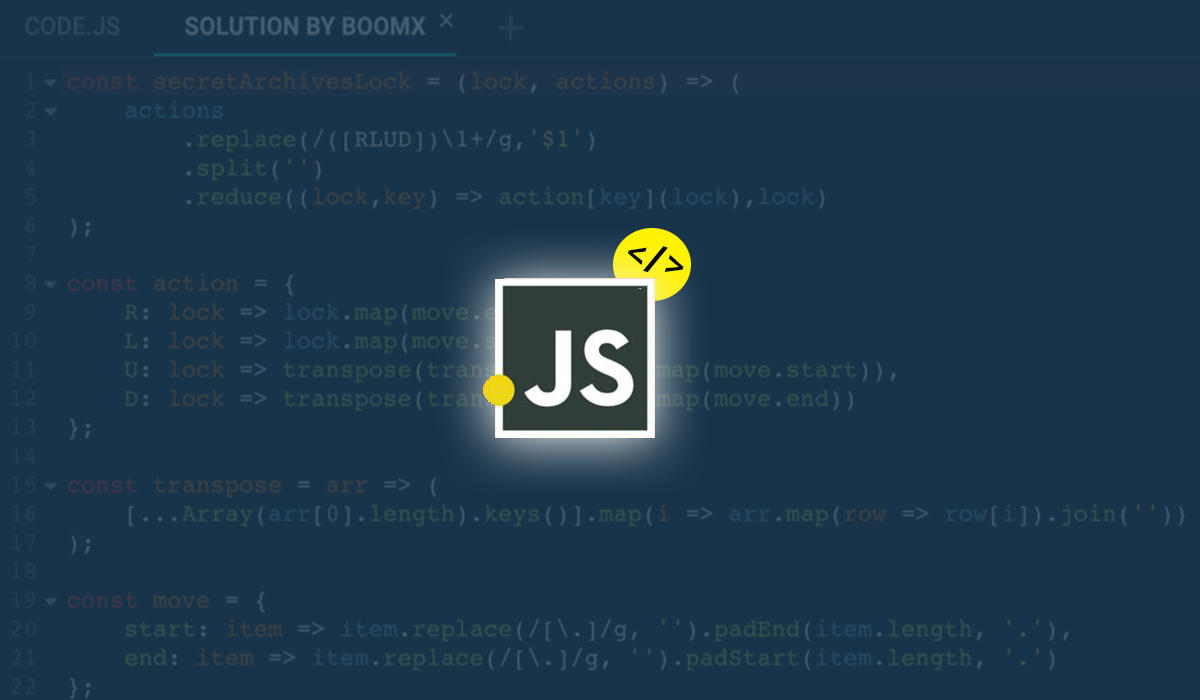 CODE.JS SOLUTION BY BOOMX × +
1 const secretArchivesLock = (lock, actions) => (
2 actions
3 .replace(/([RLUD])\1+/g,'$1')
4 .split('')
5 .reduce((lock,key) => action[key](lock),lock)
6 );
7
8 const action = {
9 R: lock => lock.map(move.e
10 L: lock => lock.map(move.s
11 U: lock => transpose(tran map(move.start)),
12 D: lock => transpose(tran map(move.end))
13 };
14
15 const transpose = arr => (
16 [...Array(arr[0].length).keys()].map(i => arr.map(row => row[i]).join(''))
17 );
18
19 const move = {
20 start: item => item.replace(/[\.]/g, '').padEnd(item.length, '.'),
21 end: item => item.replace(/[\.]/g, '').padStart(item.length, '.')
22 };
</>
JS